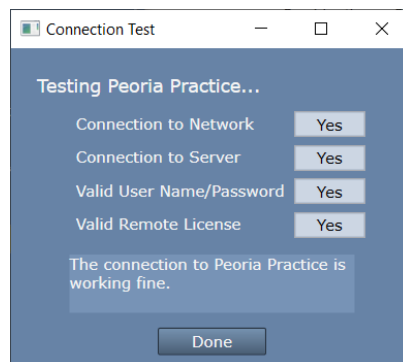 Connection Test
Testing Peoria Practice...
Connection to Network Yes
Connection to Server Yes
Valid User Name/Password Yes
Valid Remote License Yes
The connection to Peoria Practice is
working fine.
Done